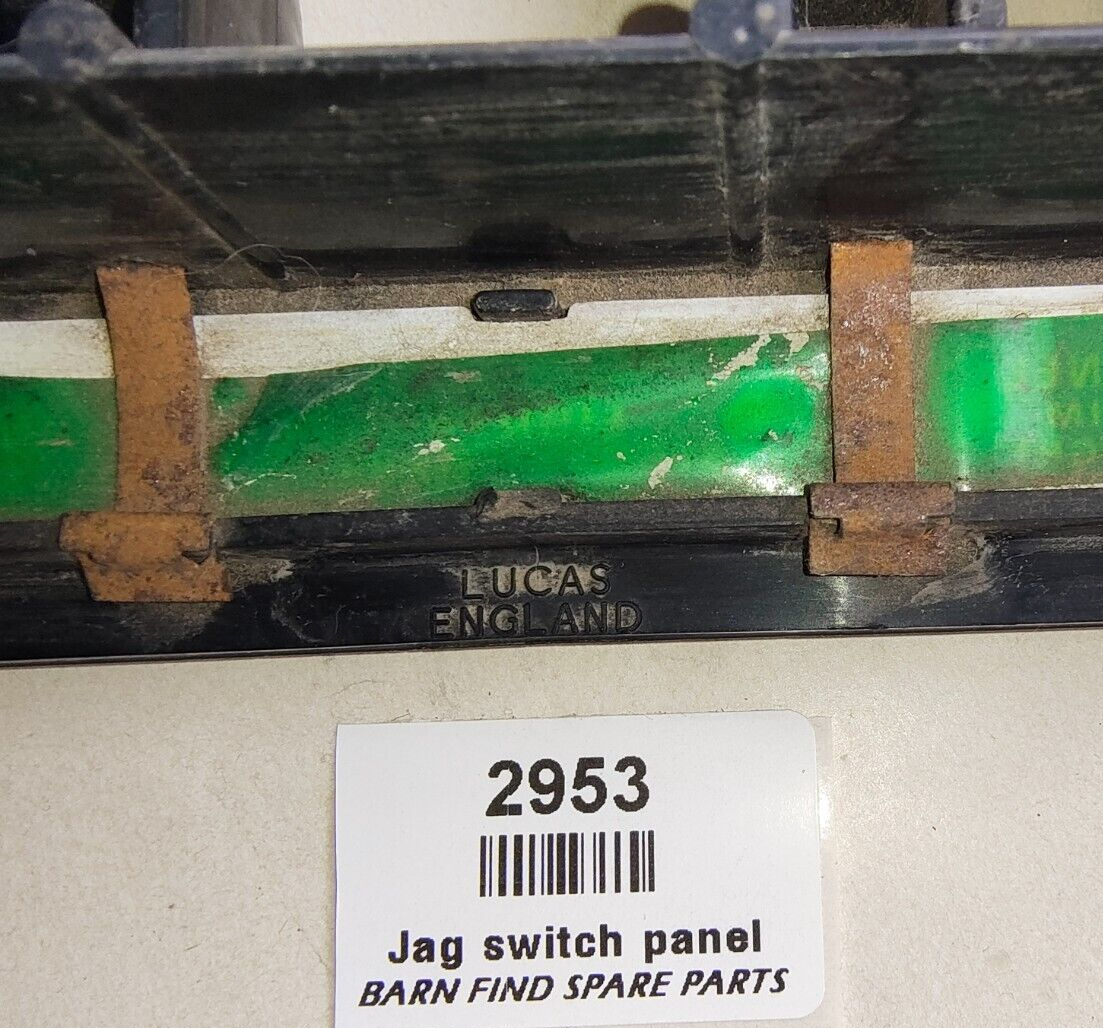 LUCAS
ENGLAND
2953
Jag switch panel
BARN FIND SPARE PARTS